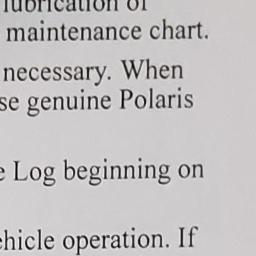 lubrication of
maintenance chart.
necessary. When
se genuine Polaris
e Log beginning on
ehicle operation. If